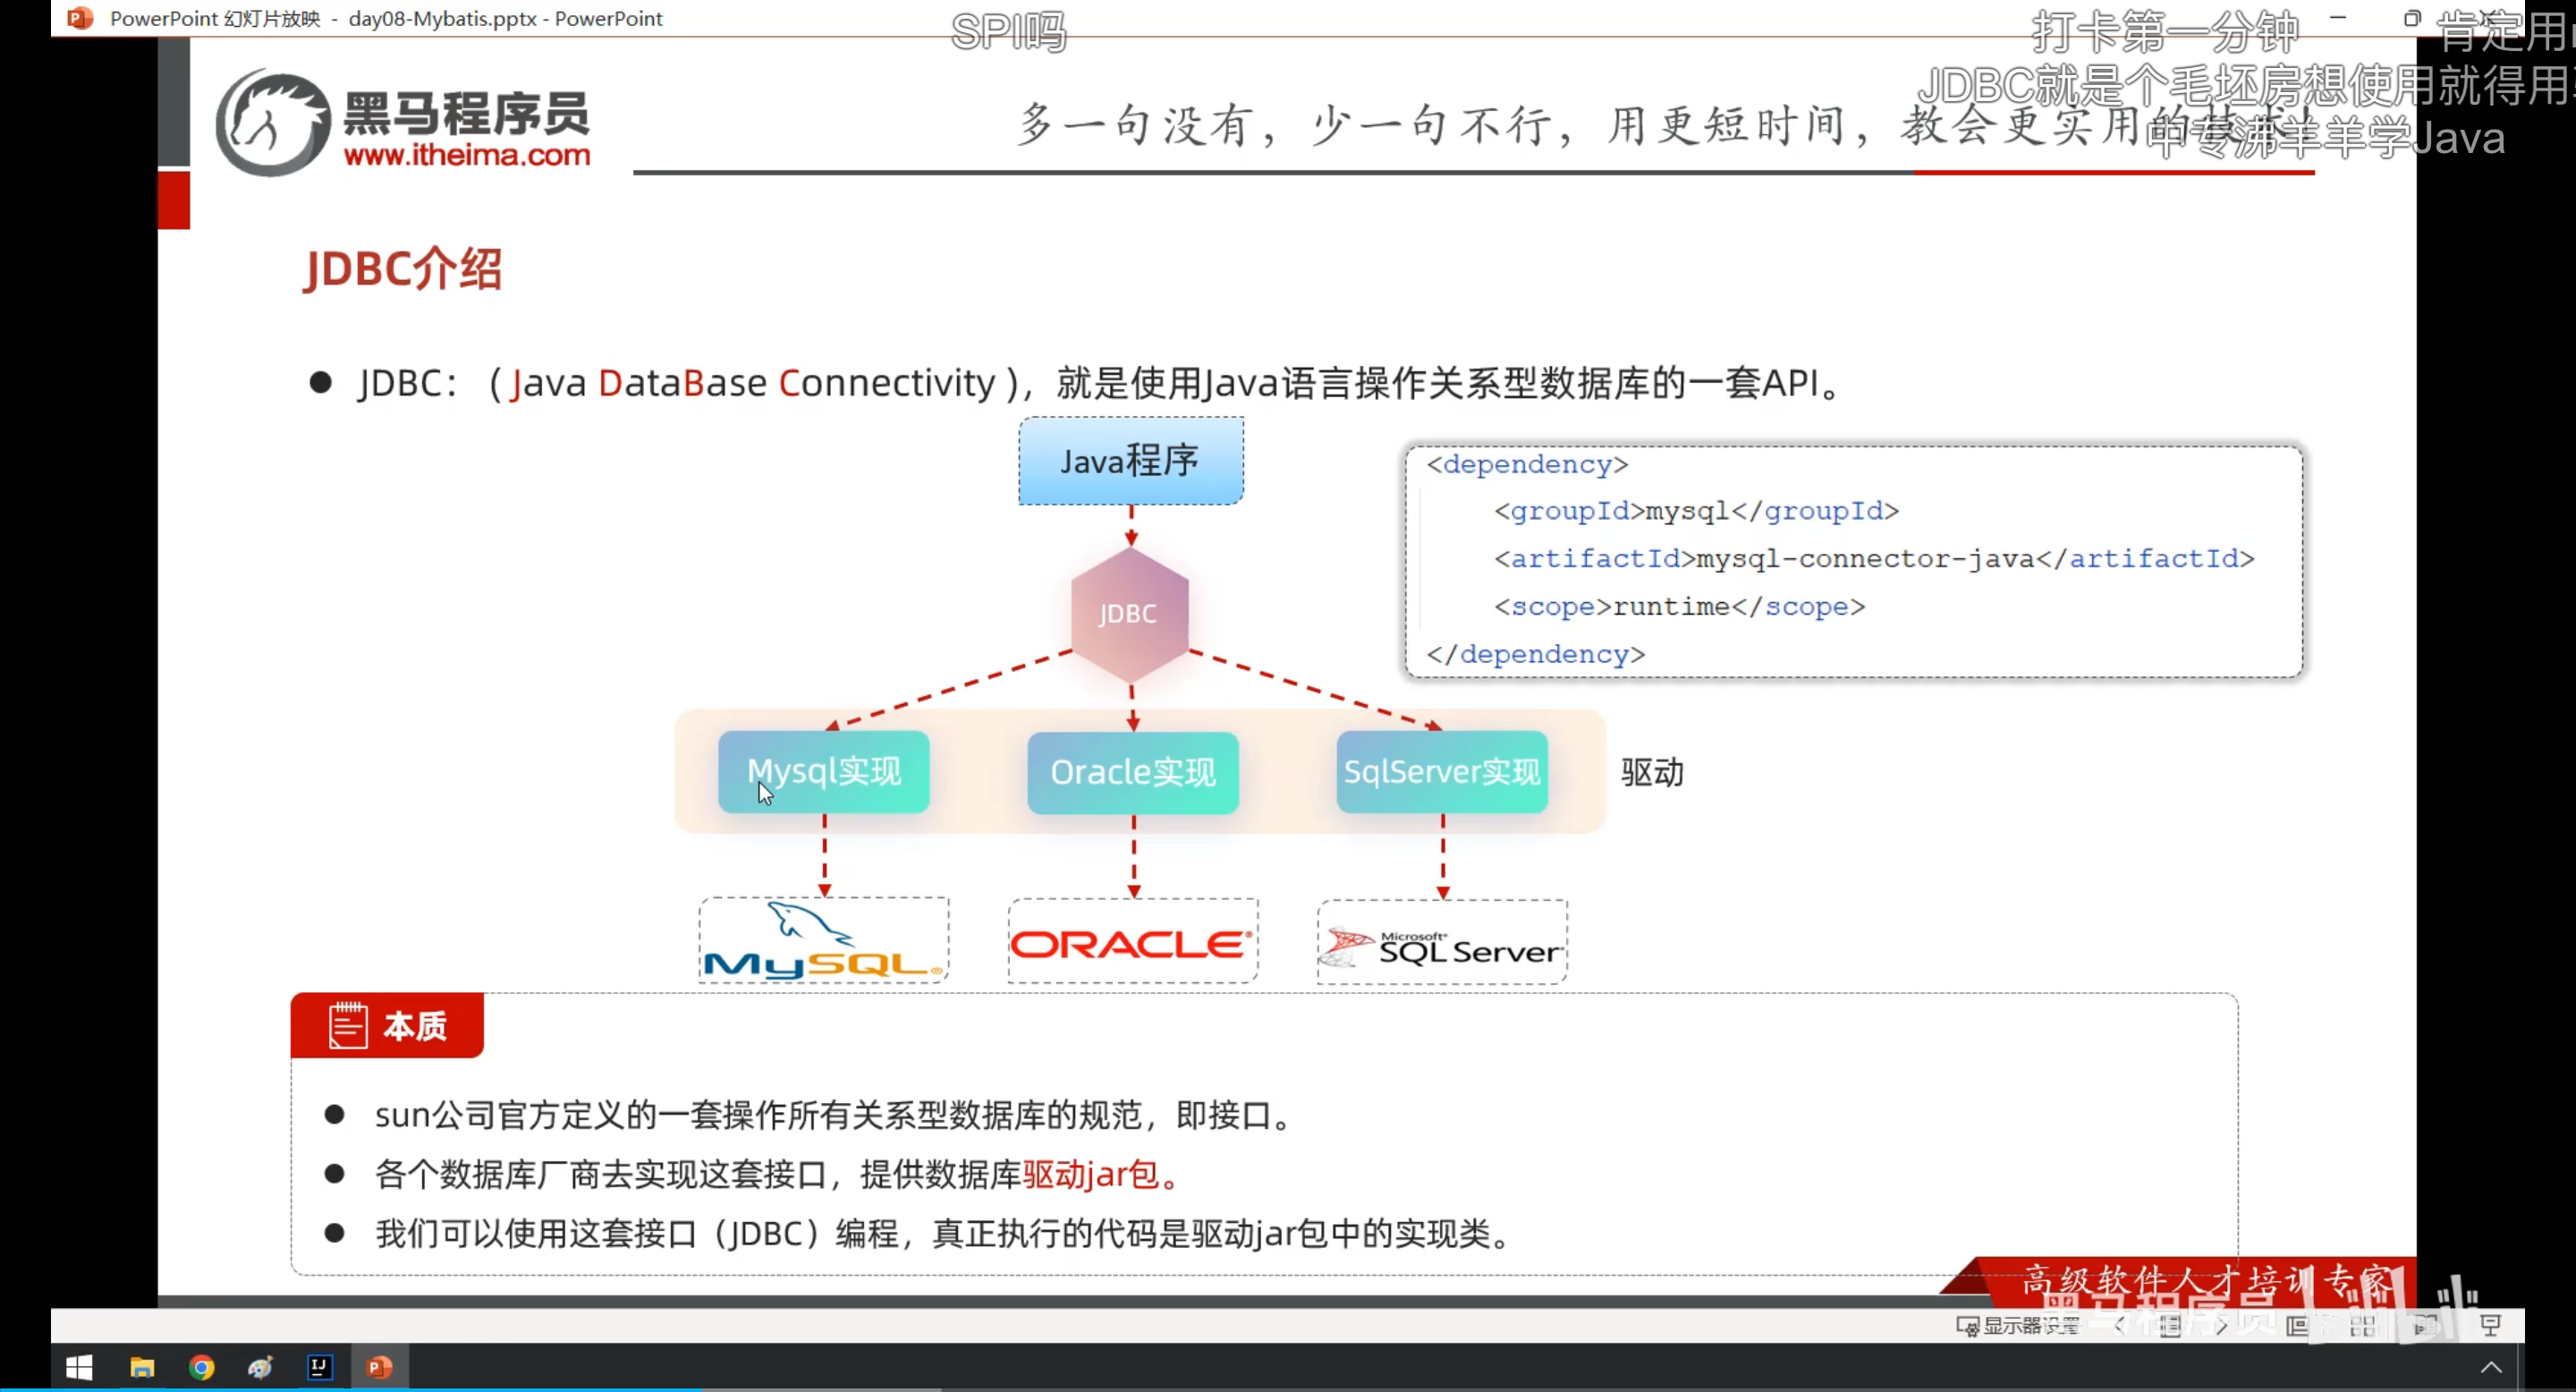 PowerPoint 幻灯片放映 - day08-Mybatis.pptx - PowerPoint
SPI吗
打卡第一分钟
肯定用
JDBC就是个毛坯房想使用就得用
中专沸羊羊学Java
黑马程序员
www.itheima.com
多一句没有，少一句不行，用更短时间，教会更实用的技术！
JDBC介绍
JDBC：（Java DataBase Connectivity），就是使用Java语言操作关系型数据库的一套API。
Java程序
JDBC
<dependency>
<groupId>mysql</groupId>
<artifactId>mysql-connector-java</artifactId>
<scope>runtime</scope>
</dependency>
Mysql实现
Oracle实现
SqlServer实现
驱动
MySQL®
ORACLE®
Microsoft®
SQL Server
本质
sun公司官方定义的一套操作所有关系型数据库的规范，即接口。
各个数据库厂商去实现这套接口，提供数据库驱动jar包。
我们可以使用这套接口（JDBC）编程，真正执行的代码是驱动jar包中的实现类。
高级软件人才培训专家
黑马程序员
显示器设置